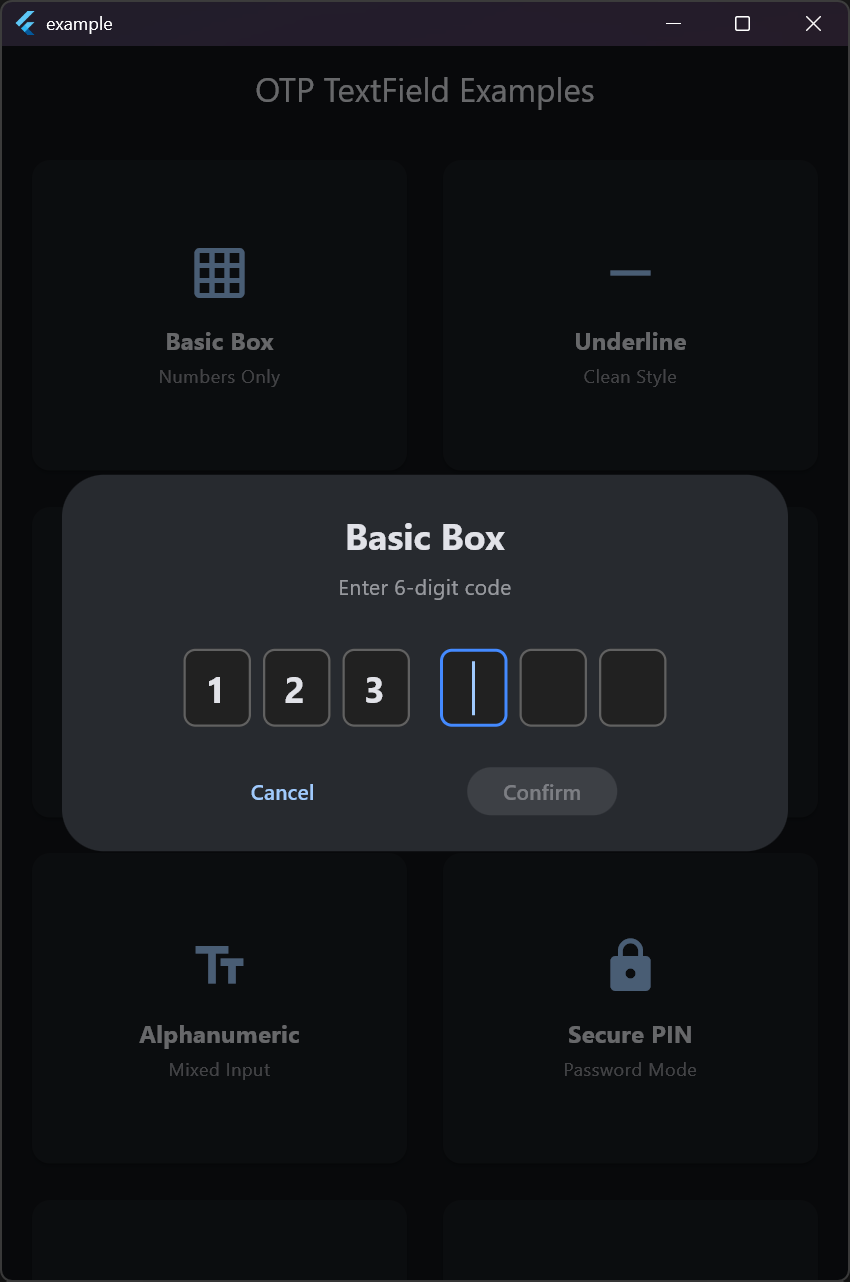 example
OTP TextField Examples
Basic Box
Numbers Only
Underline
Clean Style
Basic Box
Enter 6-digit code
1 2 3
Cancel
Confirm
Alphanumeric
Mixed Input
Secure PIN
Password Mode